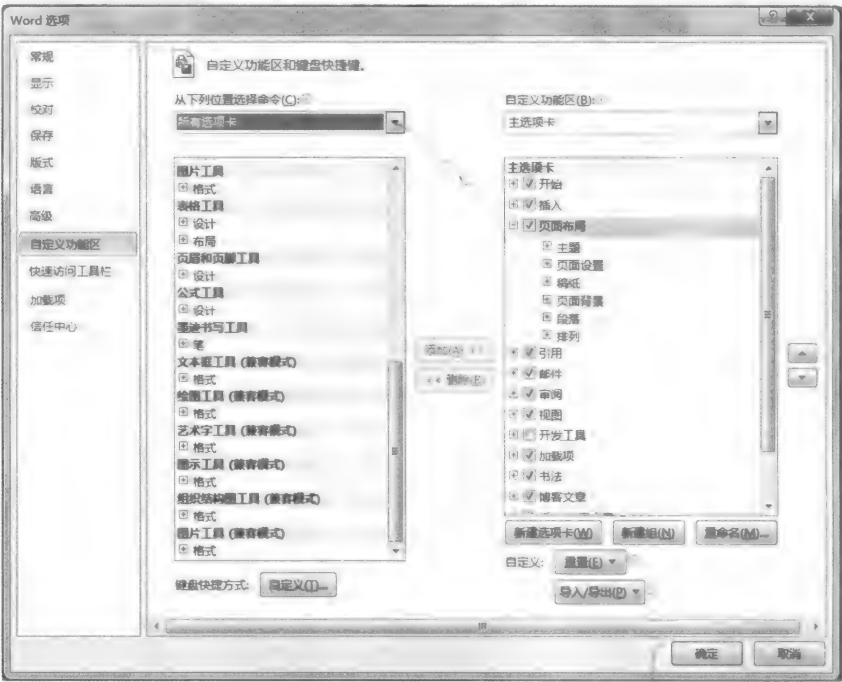 Word 选项
常规
显示
校对
保存
版式
语言
高级
自定义功能区
快速访问工具栏
加载项
信任中心
自定义功能区和键盘快捷键。
从下列位置选择命令(C):
所有选项卡
图片工具
格式
表格工具
设计
布局
页眉和页脚工具
设计
公式工具
设计
墨迹书写工具
笔
文本框工具 (兼容模式)
格式
绘图工具 (兼容模式)
格式
艺术字工具 (兼容模式)
格式
图示工具 (兼容模式)
格式
组织结构图工具 (兼容模式)
格式
图片工具 (兼容模式)
格式
键盘快捷方式:
自定义(T)...
添加(A) >>
<< 删除(R)
自定义功能区(B):
主选项卡
主选项卡
开始
插入
页面布局
主题
页面设置
稿纸
页面背景
段落
排列
引用
邮件
审阅
视图
开发工具
加载项
书法
博客文章
新建选项卡(W)
新建组(N)
重命名(M)...
自定义:
重置(E)
导入/导出(P)
确定
取消